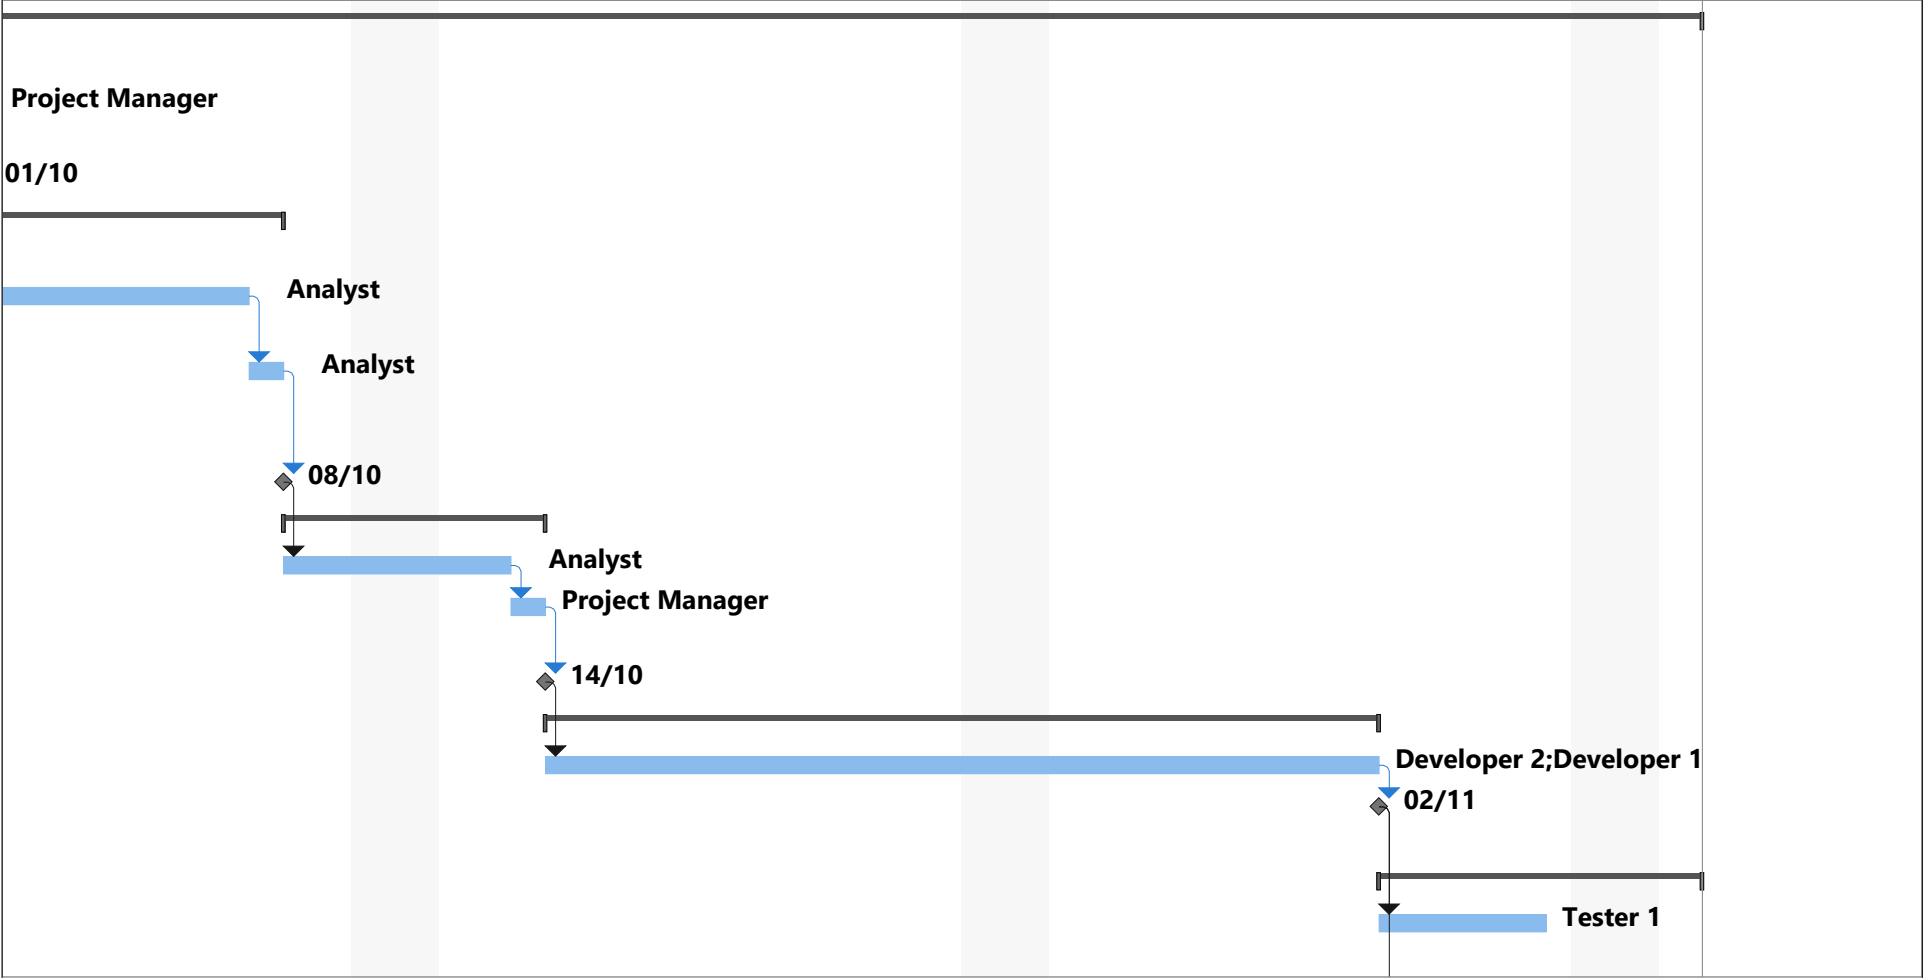 Project Manager
01/10
Analyst
Analyst
08/10
Analyst
Project Manager
14/10
Developer 2;Developer 1
02/11
Tester 1